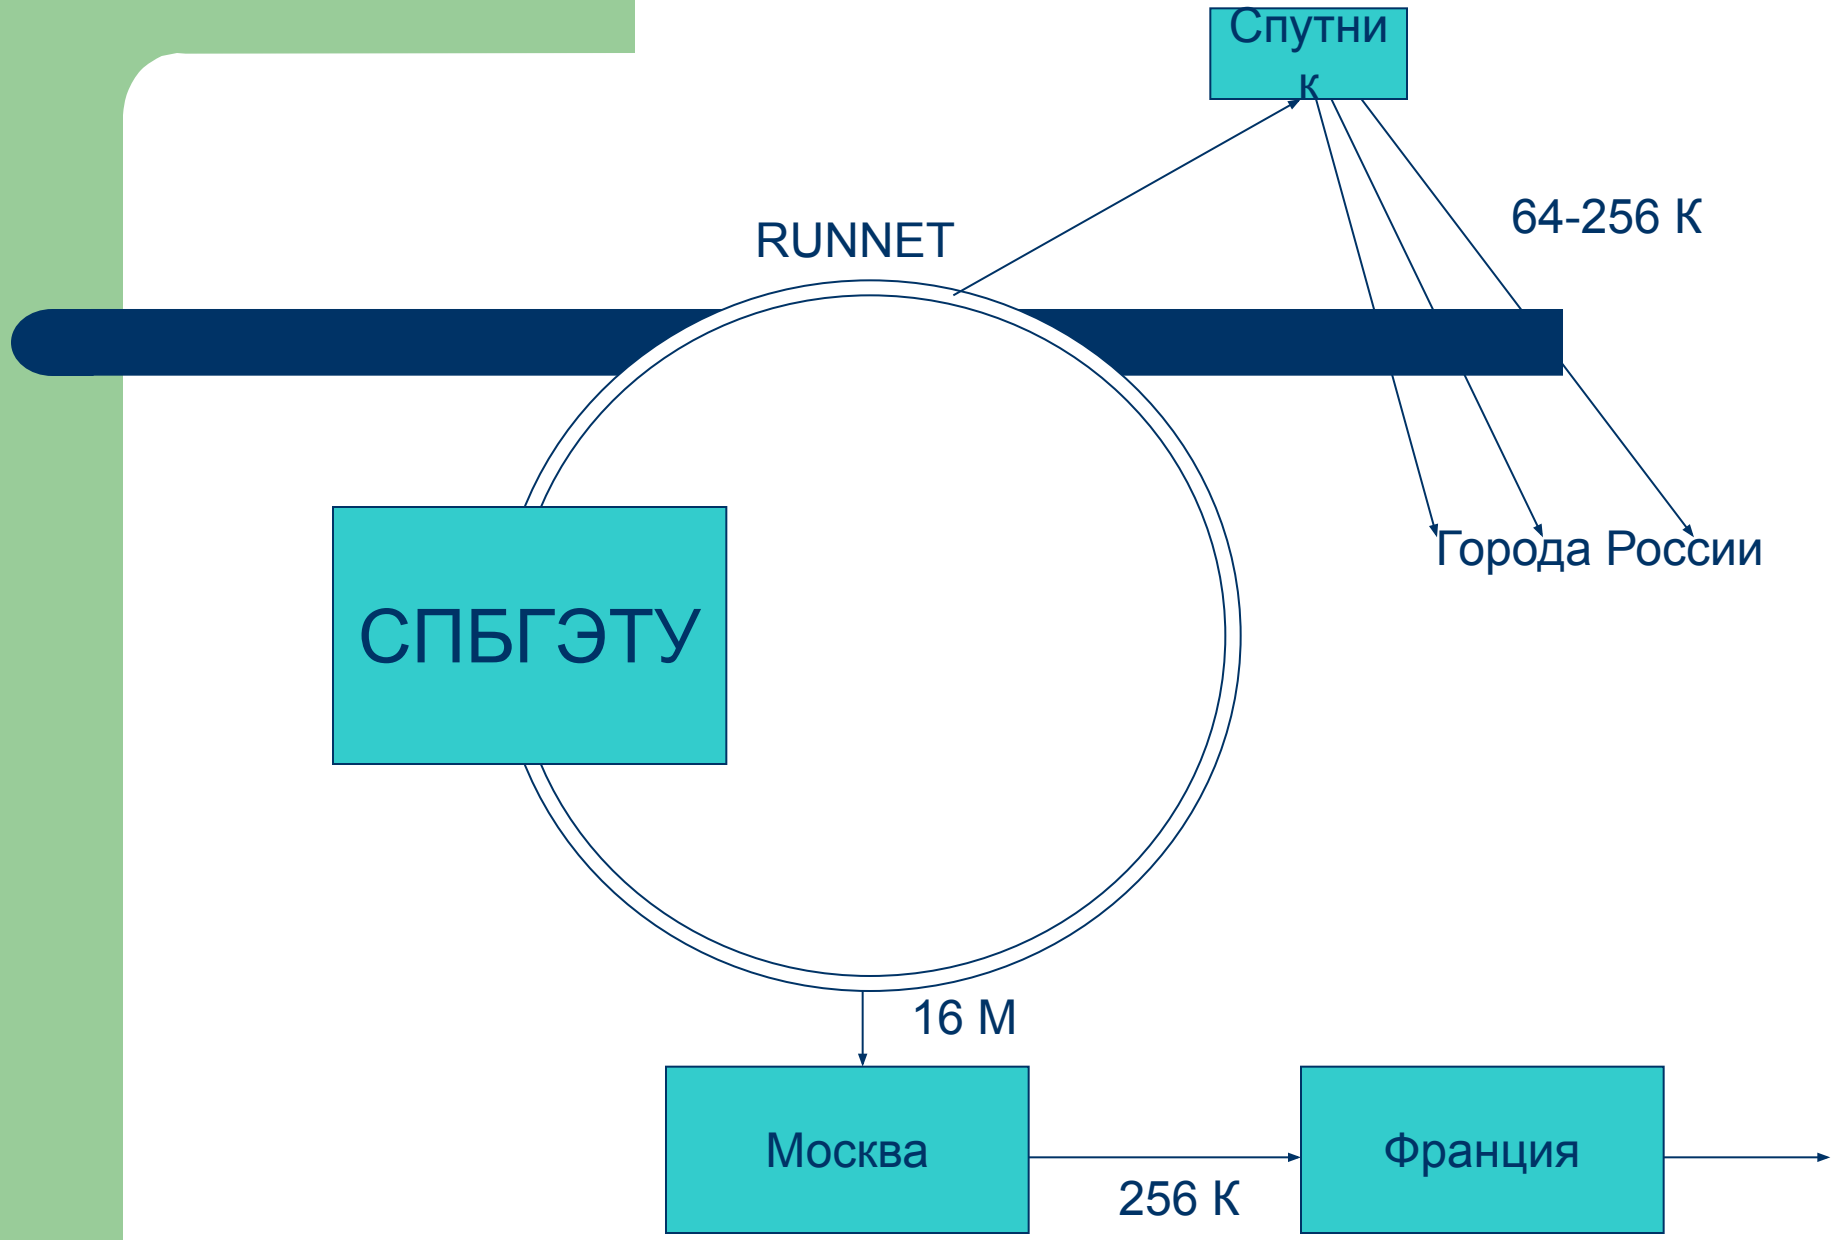 Спутни
к
64-256 К
RUNNET
Города России
СПБГЭТУ
16 М
Москва
Франция
256 К